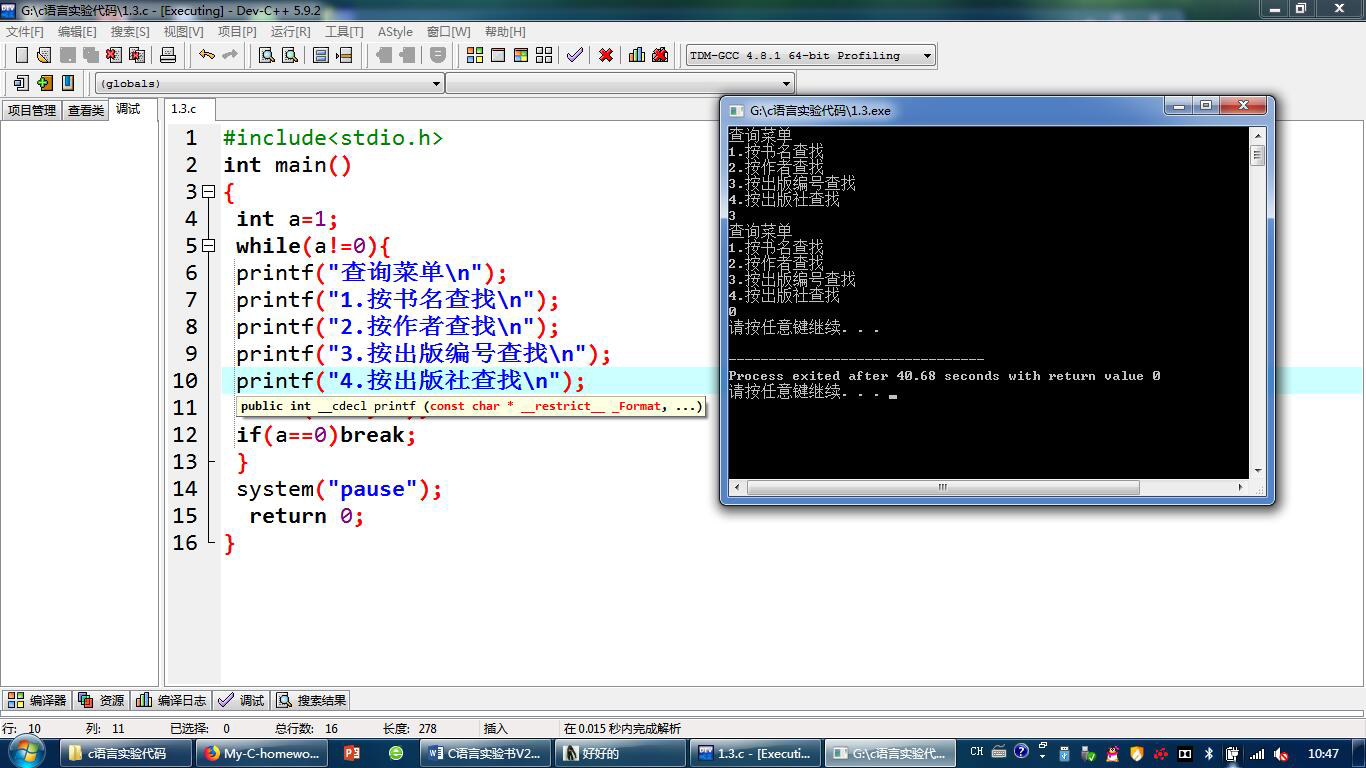 G:\c语言实验代码\1.3.c - [Executing] - Dev-C++ 5.9.2
文件[F] 编辑[E] 搜索[S] 视图[V] 项目[P] 运行[R] 工具[T] AStyle 窗口[W] 帮助[H]
TDM-GCC 4.8.1 64-bit Profiling
(globals)
项目管理 查看类 调试
1.3.c
1 #include<stdio.h>
2 int main()
3 {
4 int a=1;
5 while(a!=0){
6 printf("查询菜单\n");
7 printf("1.按书名查找\n");
8 printf("2.按作者查找\n");
9 printf("3.按出版编号查找\n");
10 printf("4.按出版社查找\n");
11
public int __cdecl printf (const char * __restrict__ _Format, ...)
12 if(a==0)break;
13 }
14 system("pause");
15 return 0;
16 }
G:\c语言实验代码\1.3.exe
查询菜单
1.按书名查找
2.按作者查找
3.按出版编号查找
4.按出版社查找
3
查询菜单
1.按书名查找
2.按作者查找
3.按出版编号查找
4.按出版社查找
0
请按任意键继续. . .
--------------------------------
Process exited after 40.68 seconds with return value 0
请按任意键继续. . .
编译器 资源 编译日志 调试 搜索结果
行: 10 列: 11 已选择: 0 总行数: 16 长度: 278 插入 在 0.015 秒内完成解析
c语言实验代码 My-C-homewo... C语言实验书V2... 好好的 1.3.c - [Executi... G:\c语言实验代... CH 10:47